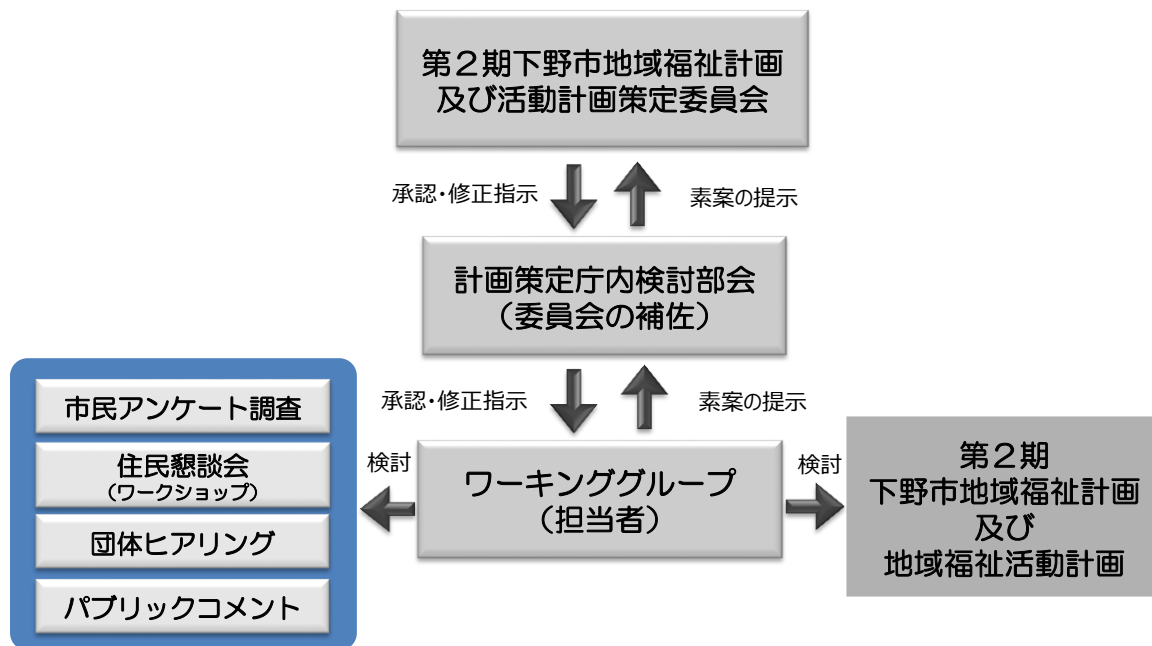 第２期下野市地域福祉計画
及び活動計画策定委員会
承認・修正指示
素案の提示
計画策定庁内検討部会
（委員会の補佐）
承認・修正指示
素案の提示
市民アンケート調査
住民懇談会
（ワークショップ）
団体ヒアリング
パブリックコメント
検討
ワーキンググループ
（担当者）
検討
第２期
下野市地域福祉計画
及び
地域福祉活動計画